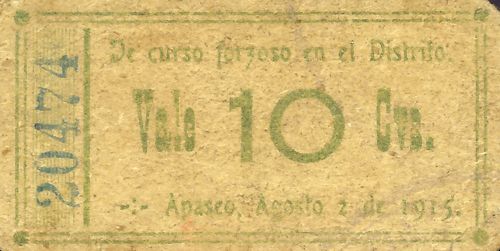 20474
De curso forzoso en el Distrito.
Vale 10 Cvs.
-:- Apaseo, Agosto 2 de 1915.